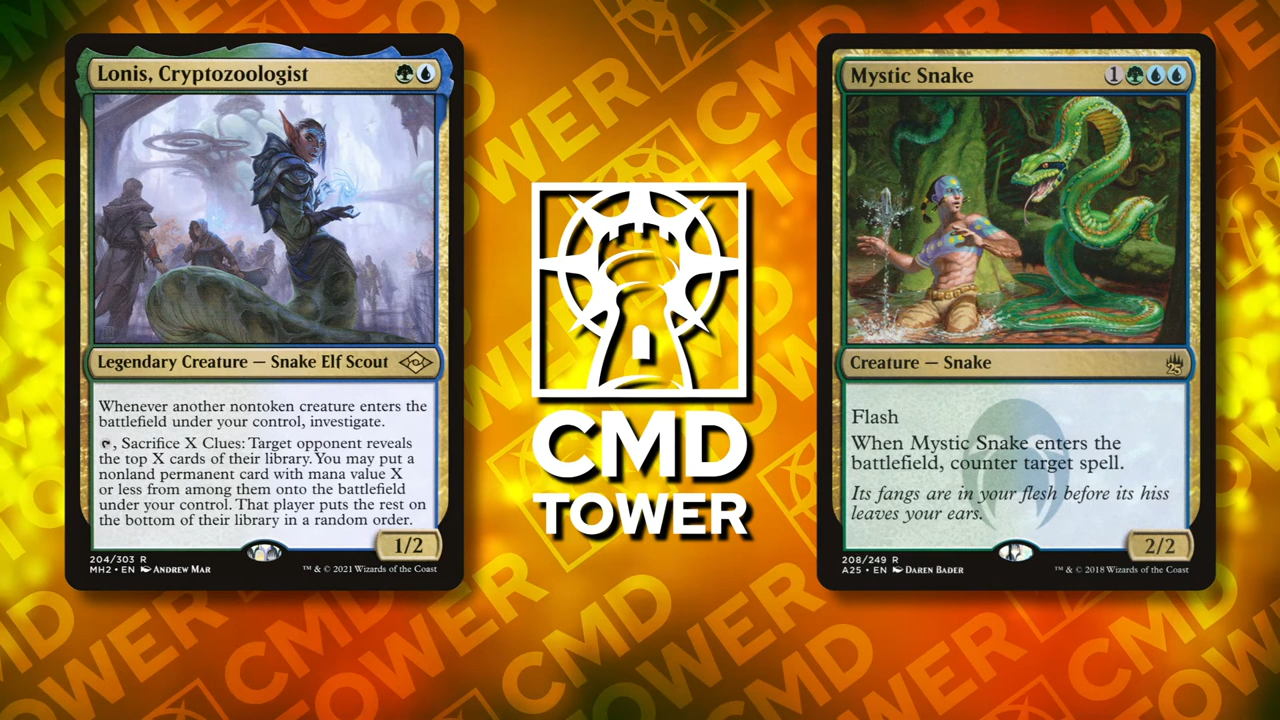 Lonis, Cryptozoologist
Legendary Creature — Snake Elf Scout
Whenever another nontoken creature enters the
battlefield under your control, investigate.
, Sacrifice X Clues: Target opponent reveals
the top X cards of their library. You may put a
nonland permanent card with mana value X
or less from among them onto the battlefield
under your control. That player puts the rest on
the bottom of their library in a random order.
1/2
204/303 R
MH2 • EN Andrew Mar
™ & © 2021 Wizards of the Coast
CMD
TOWER
Mystic Snake 1
Creature — Snake
25
Flash
When Mystic Snake enters the
battlefield, counter target spell.
Its fangs are in your flesh before its hiss
leaves your ears.
2/2
208/249 R
A25 • EN Daren Bader
™ & © 2018 Wizards of the Coast